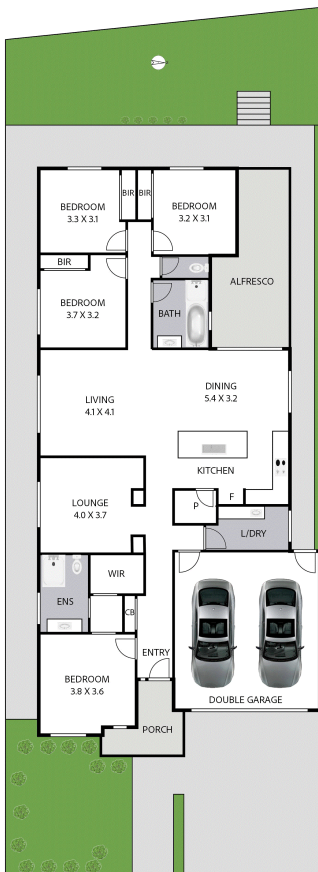 BEDROOM
3.3 X 3.1
BIR
BIR
BEDROOM
3.2 X 3.1
BIR
BEDROOM
3.7 X 3.2
BATH
ALFRESCO
LIVING
4.1 X 4.1
DINING
5.4 X 3.2
KITCHEN
LOUNGE
4.0 X 3.7
P
F
L/DRY
WIR
ENS
CB
ENTRY
BEDROOM
3.8 X 3.6
DOUBLE GARAGE
PORCH